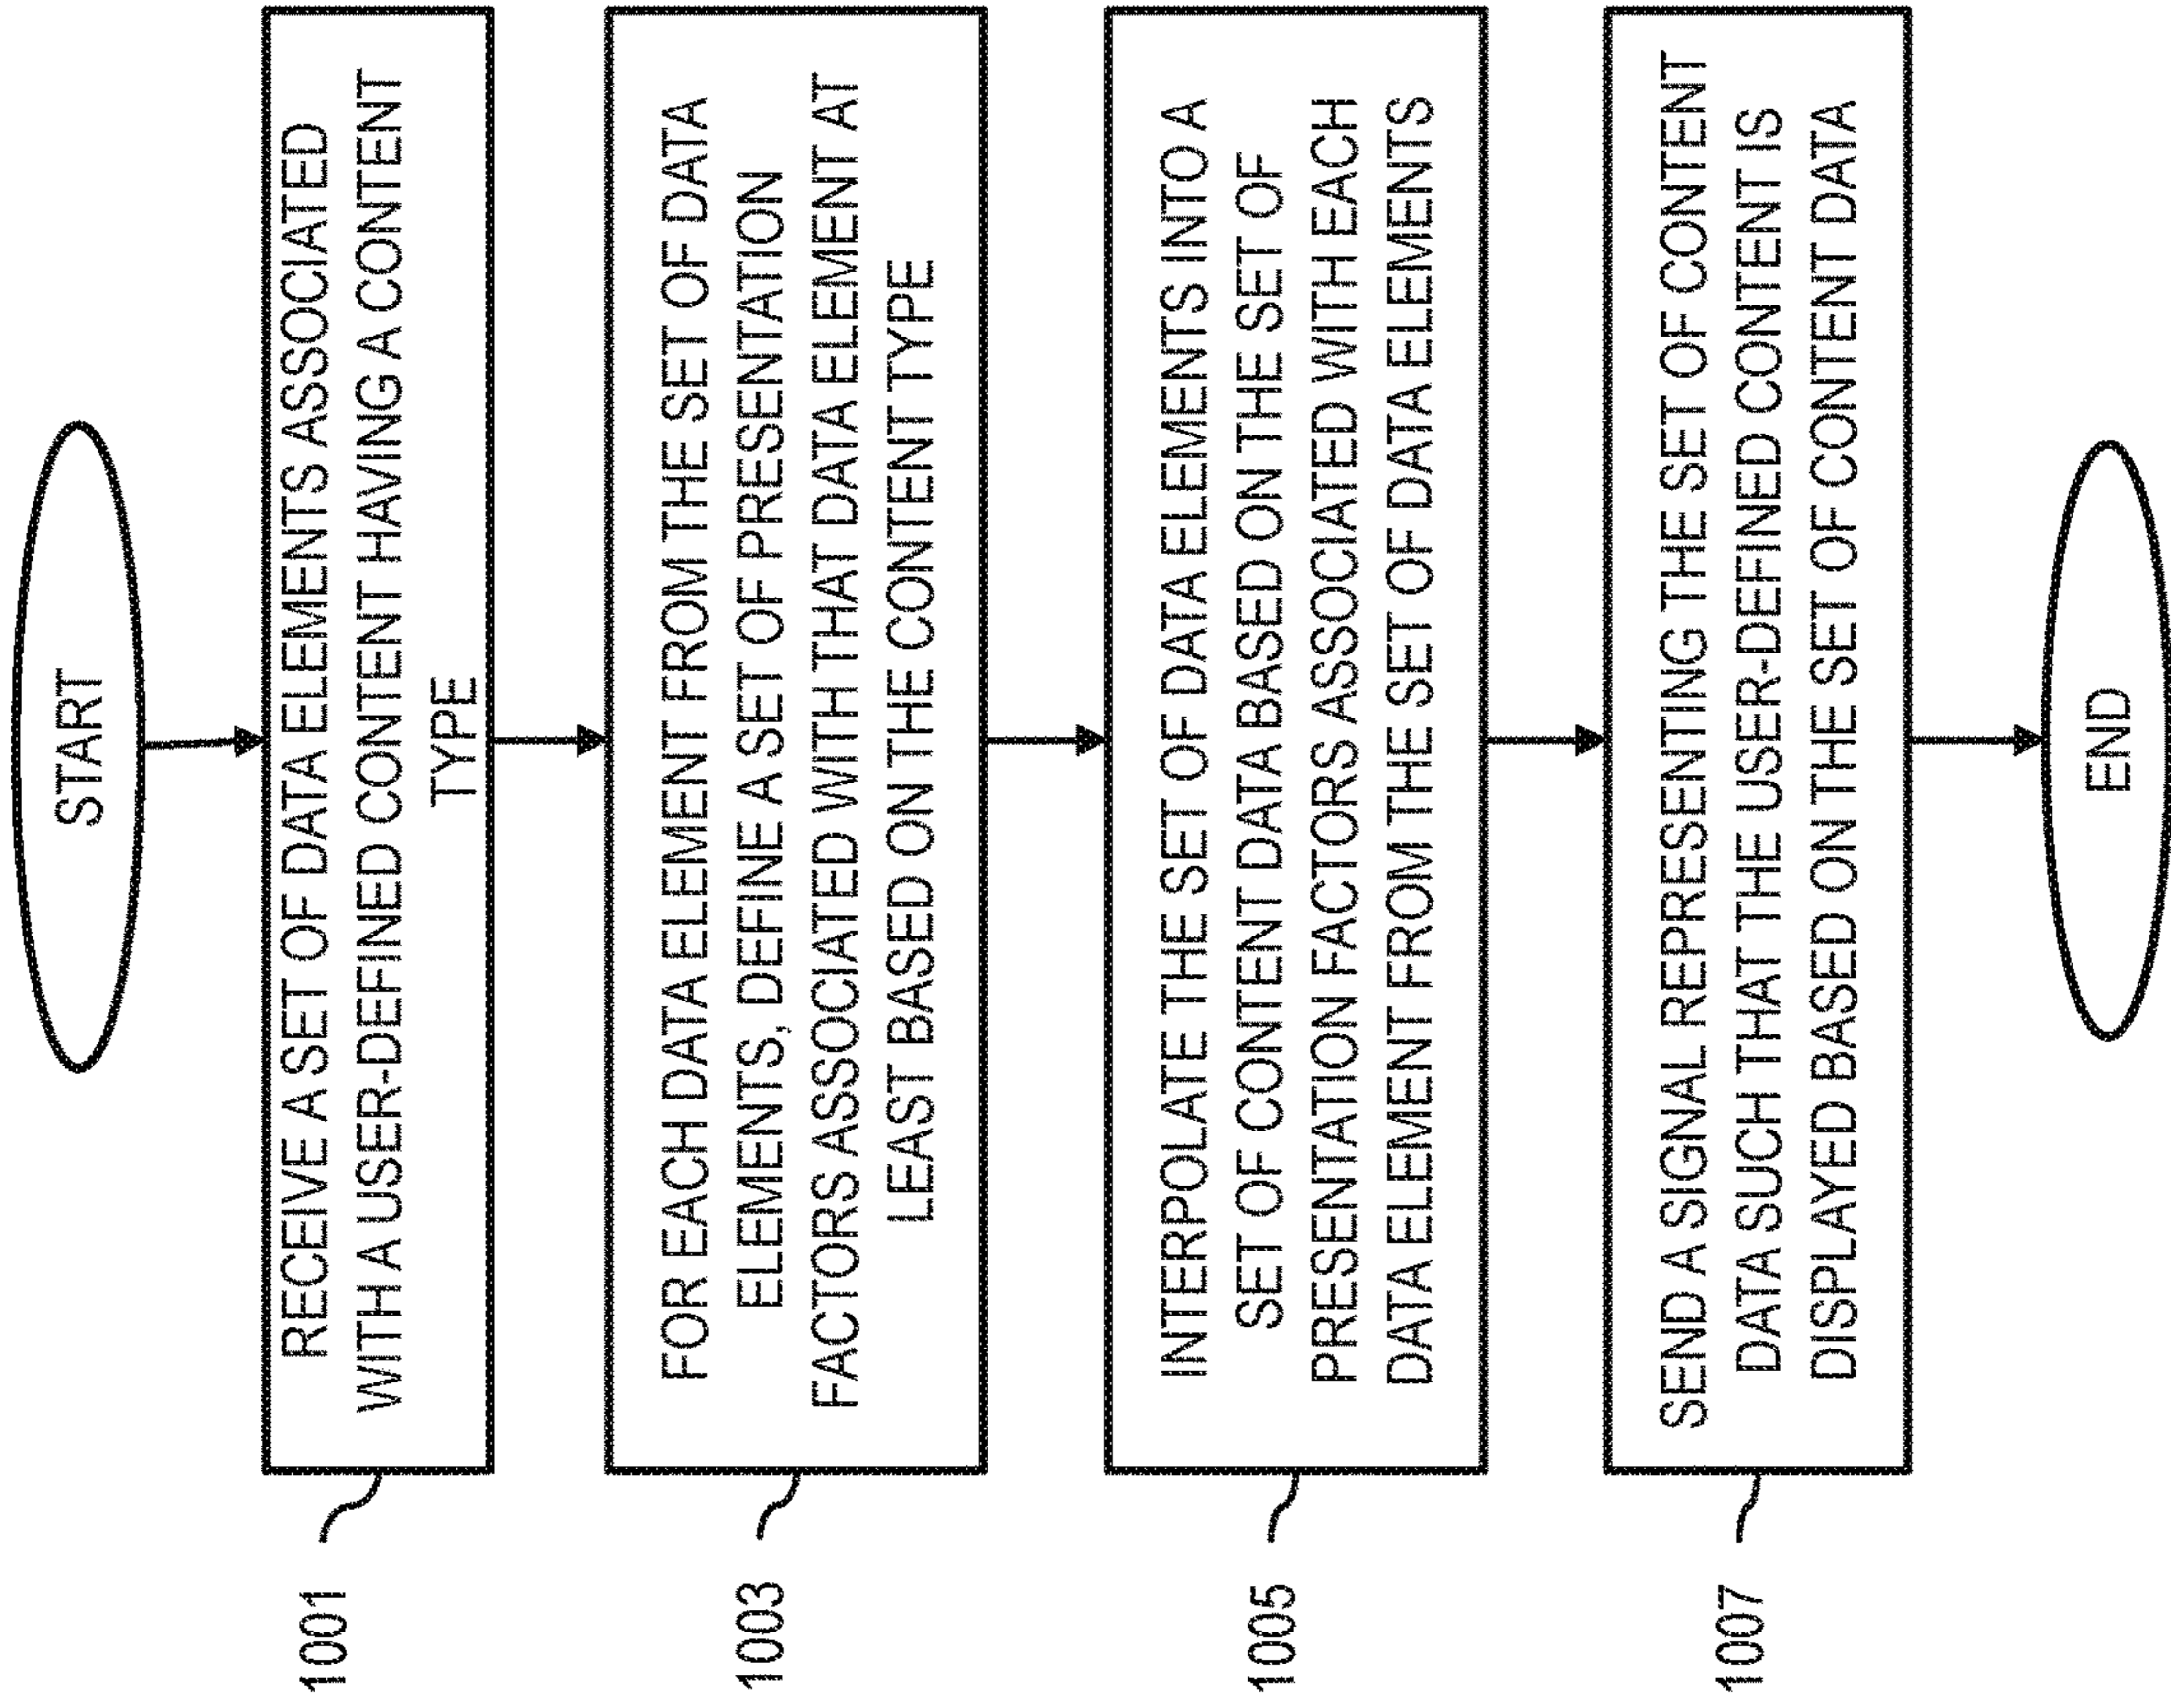 START
1001
RECEIVE A SET OF DATA ELEMENTS ASSOCIATED
WITH A USER-DEFINED CONTENT HAVING A CONTENT
TYPE
1003
FOR EACH DATA ELEMENT FROM THE SET OF DATA
ELEMENTS, DEFINE A SET OF PRESENTATION
FACTORS ASSOCIATED WITH THAT DATA ELEMENT AT
LEAST BASED ON THE CONTENT TYPE
1005
INTERPOLATE THE SET OF DATA ELEMENTS INTO A
SET OF CONTENT DATA BASED ON THE SET OF
PRESENTATION FACTORS ASSOCIATED WITH EACH
DATA ELEMENT FROM THE SET OF DATA ELEMENTS
1007
SEND A SIGNAL REPRESENTING THE SET OF CONTENT
DATA SUCH THAT THE USER-DEFINED CONTENT IS
DISPLAYED BASED ON THE SET OF CONTENT DATA
END